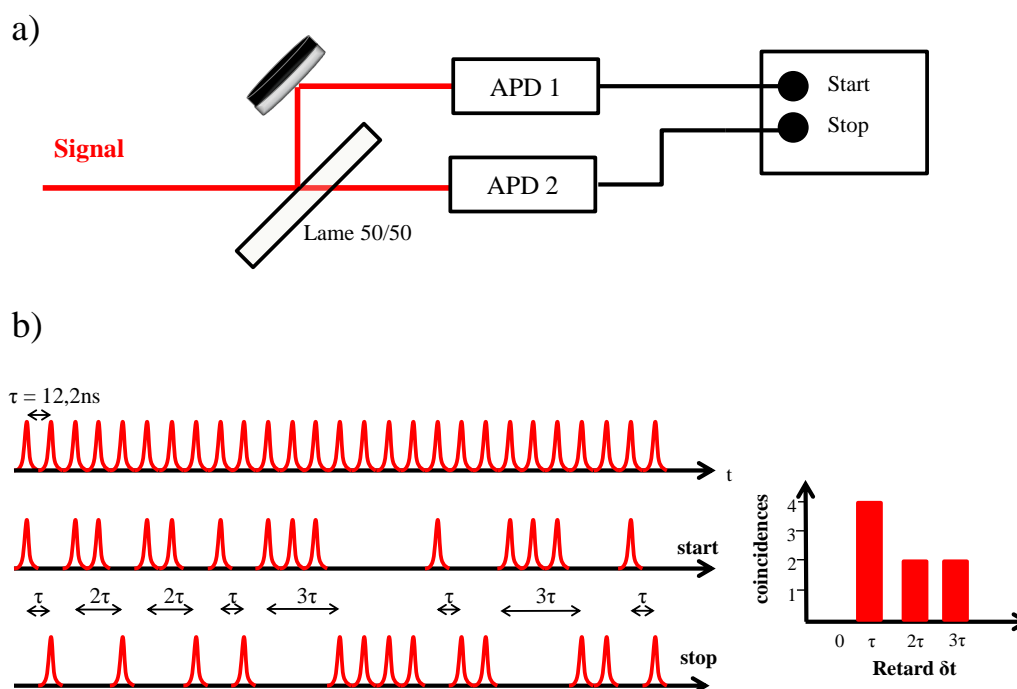 a)
APD 1
Start
Stop
Signal
APD 2
Lame 50/50
b)
τ = 12,2ns
t
start
τ 2τ 2τ τ 3τ τ 3τ τ
stop
coincidences
4
3
2
1
0 τ 2τ 3τ
Retard δt